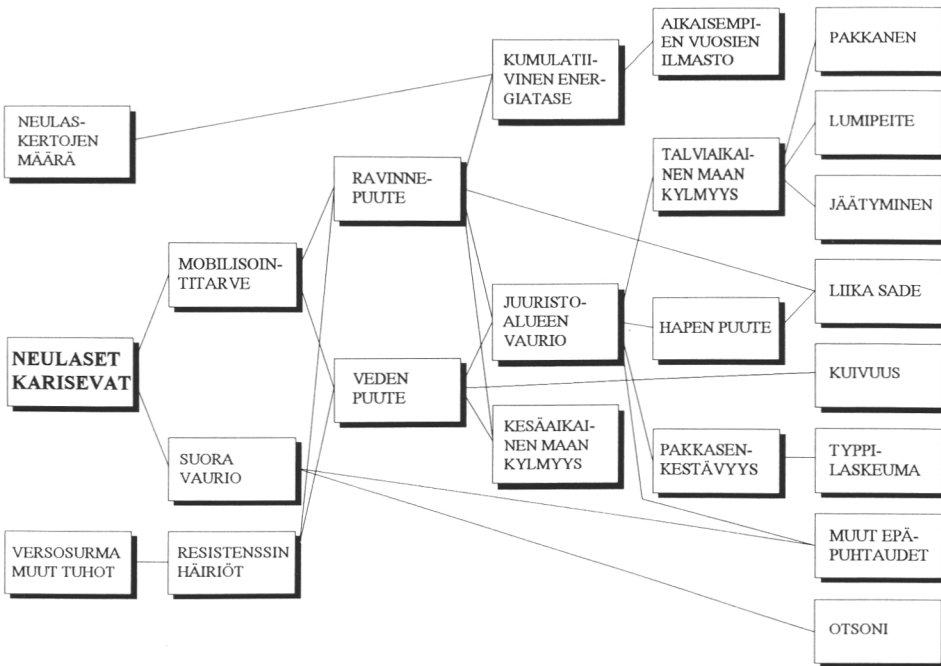 NEULAS-
KERTOJEN
MÄÄRÄ
NEULASET
KARISEVAT
VERSOSURMA
MUUT TUHOT
MOBILISOIN-
TITARVE
SUORA
VAURIO
RESISTENSSIN
HÄIRIÖT
RAVINNE-
PUUTE
VEDEN
PUUTE
KUMULATII-
VINEN ENER-
GIATASE
JUURISTO-
ALUEEN
VAURIO
KESÄAIKAI-
NEN MAAN
KYLMYYS
AIKAISEMPI-
EN VUOSIEN
ILMASTO
TALVIAIKA-
INEN MAAN
KYLMYYS
HAPEN PUUTE
PAKKASEN-
KESTÄVYYS
PAKKANEN
LUMIPEITE
JÄÄTYMINEN
LIIKA SADE
KUIVUUS
TYPPI-
LASKEUMA
MUUT EPÄ-
PUHTAUDET
OTSONI